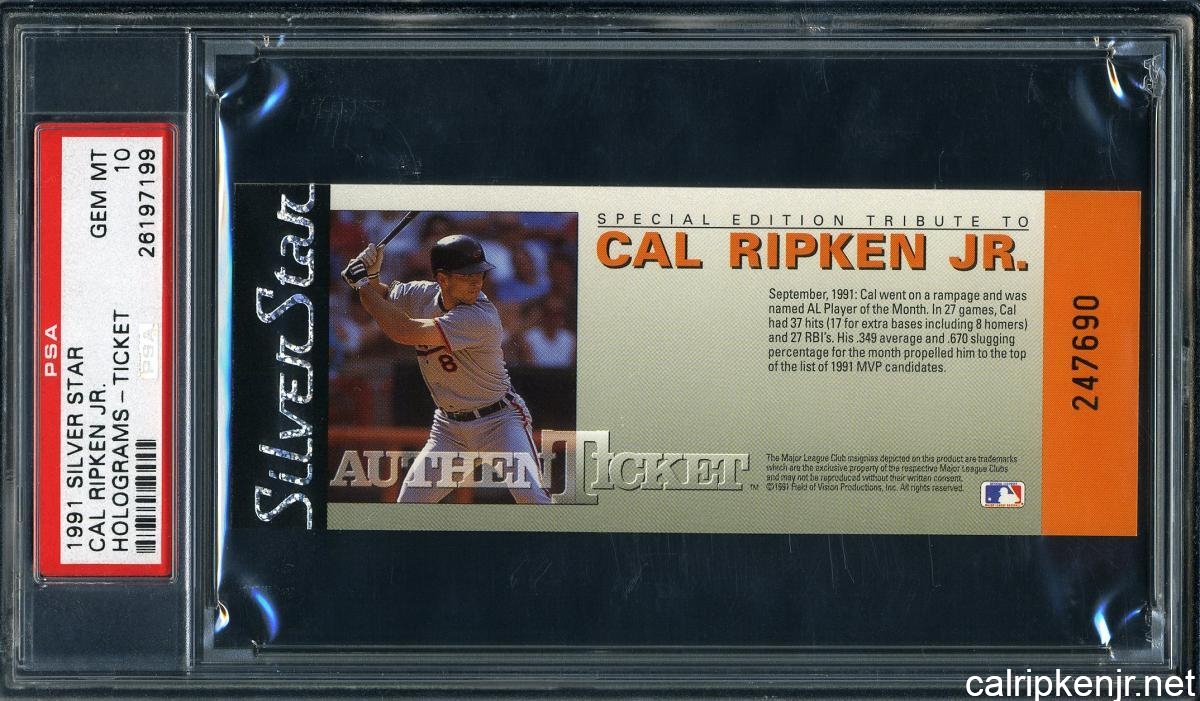 PSA
1991 SILVER STAR
CAL RIPKEN JR.
HOLOGRAMS-TICKET
GEM MT
10
26197199
PSA
SilverStar
SPECIAL EDITION TRIBUTE TO
CAL RIPKEN JR.
September, 1991: Cal went on a rampage and was
named AL Player of the Month. In 27 games, Cal
had 37 hits (17 for extra bases including 8 homers)
and 27 RBI's. His .349 average and .670 slugging
percentage for the month propelled him to the top
of the list of 1991 MVP candidates.
8
AUTHENTICKET™
The Major League Club insignias depicted on this product are trademarks
which are the exclusive property of the respective Major League Clubs
and may not be reproduced without their written consent.
©1991 Field of Vision Productions, Inc. All rights reserved.
247690
calripkenjr.net